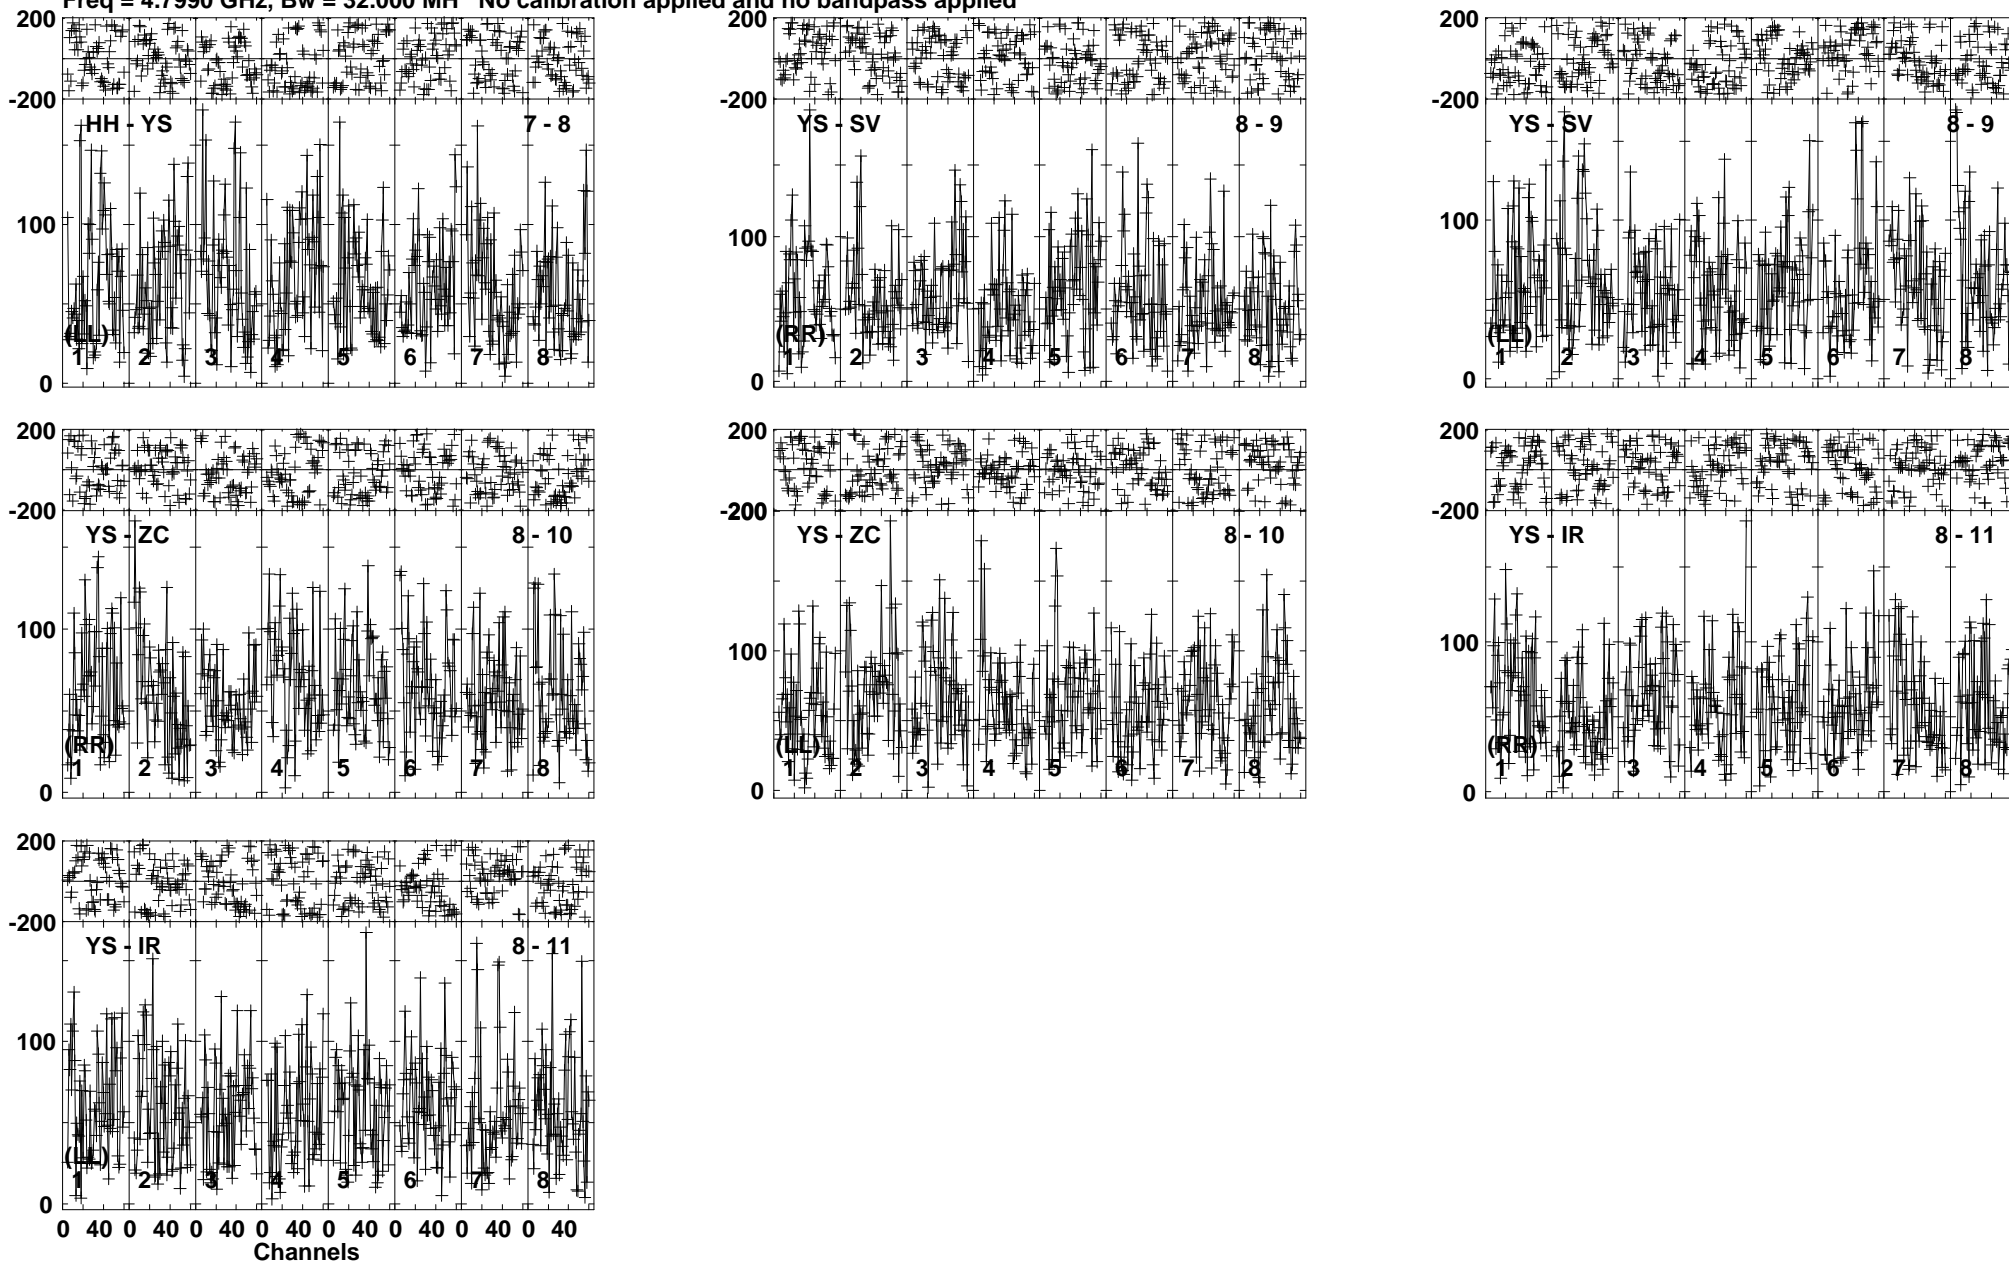 Freq = 4.7990 GHz, Bw = 32.000 MH No calibration applied and no bandpass applied
200
-200
HH - YS 7 - 8
100
(LL)
1 2 3 4 5 6 7 8
0
200
-200
YS - SV 8 - 9
100
(RR)
1 2 3 4 5 6 7 8
0
200
-200
YS - SV 8 - 9
100
(LL)
1 2 3 4 5 6 7 8
0
200
-200
YS - ZC 8 - 10
100
(RR)
1 2 3 4 5 6 7 8
0
200
-200
200
YS - ZC 8 - 10
100
(LL)
1 2 3 4 5 6 7 8
0
200
-200
YS - IR 8 - 11
100
(RR)
1 2 3 4 5 6 7 8
0
200
-200
YS - IR 8 - 11
100
(LL)
1 2 3 4 5 6 7 8
0
0 40 0 40 0 40 0 40 0 40 0 40 0 40 0 40
Channels